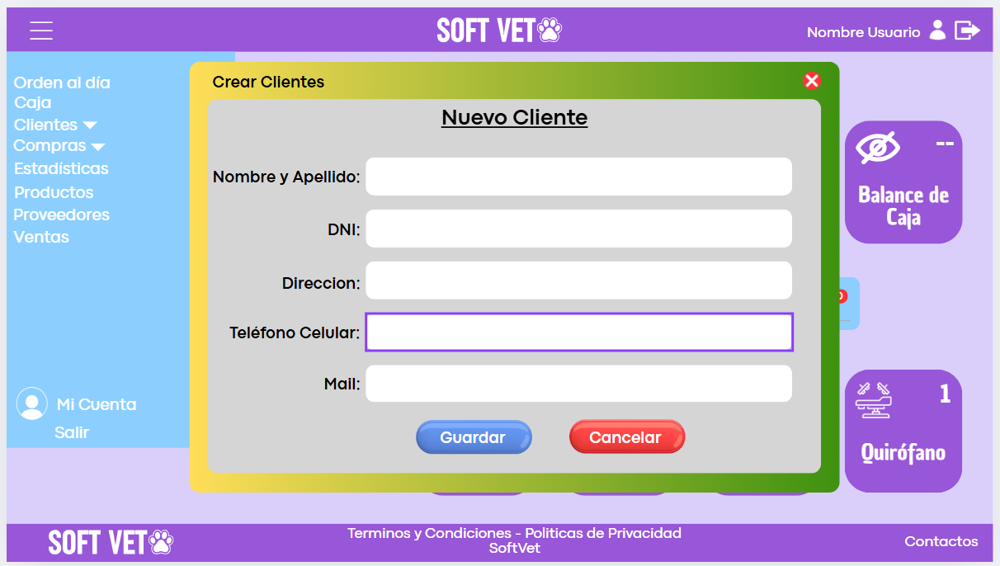 SOFT VET
Nombre Usuario
Orden al día
Caja
Clientes
Compras
Estadísticas
Productos
Proveedores
Ventas
Mi Cuenta
Salir
Crear Clientes
Nuevo Cliente
Nombre y Apellido:
DNI:
Direccion:
Teléfono Celular:
Mail:
Guardar
Cancelar
--
Balance de
Caja
1
Quirófano
SOFT VET
Terminos y Condiciones - Politicas de Privacidad
SoftVet
Contactos